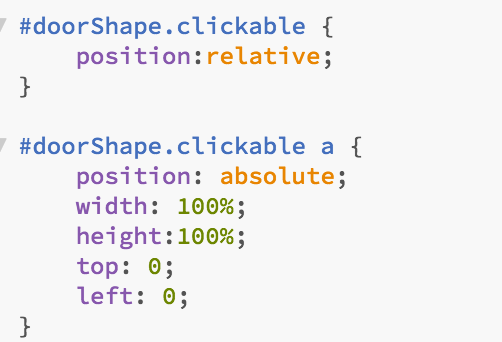 #doorShape.clickable {
    position:relative;
}

#doorShape.clickable a {
    position: absolute;
    width: 100%;
    height:100%;
    top: 0;
    left: 0;
}